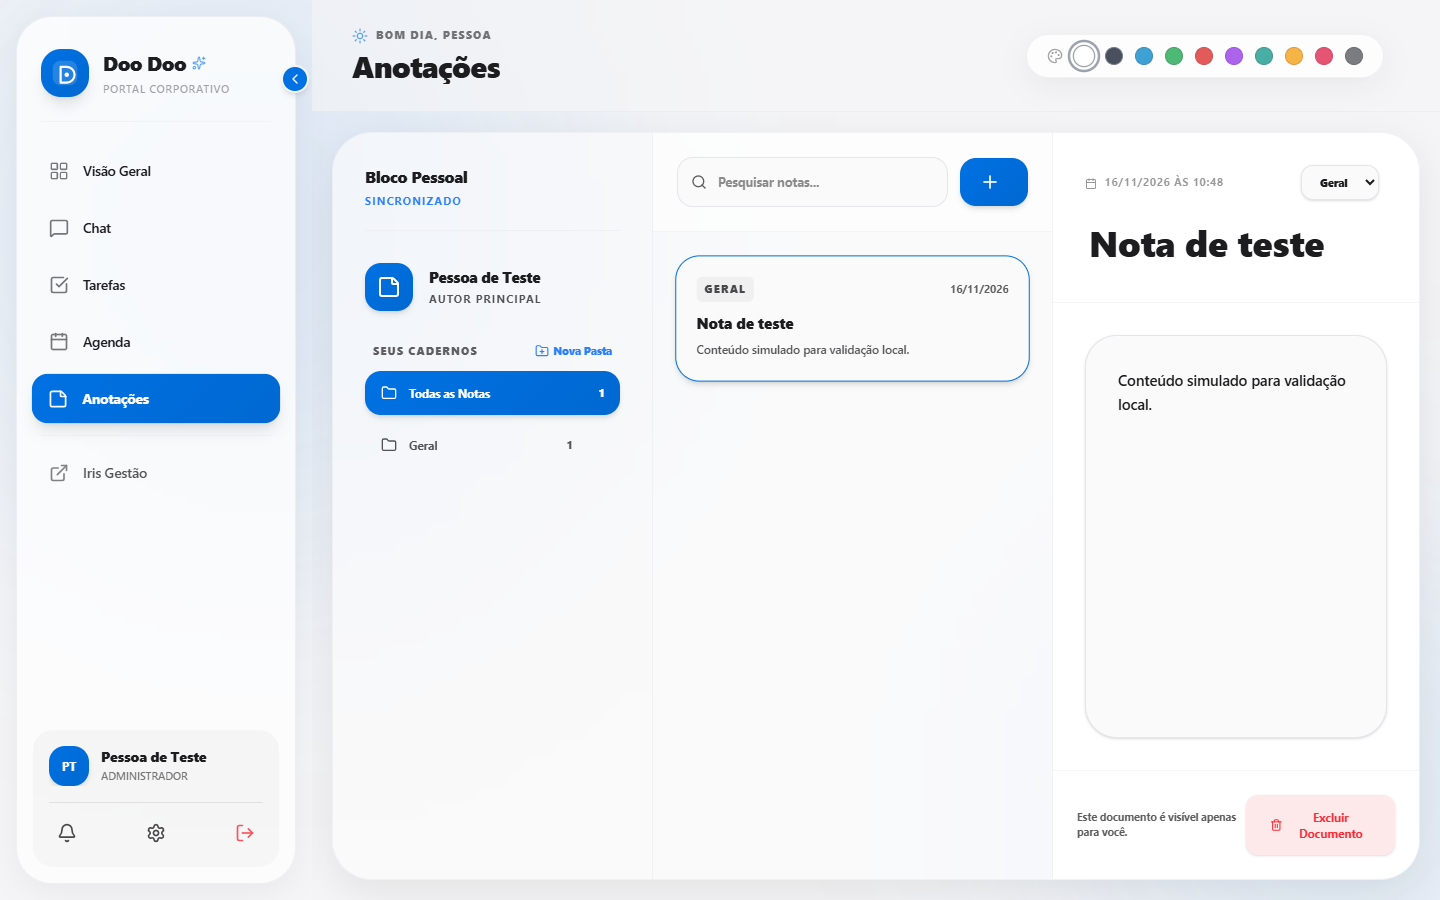 Doo Doo
PORTAL CORPORATIVO
Visão Geral
Chat
Tarefas
Agenda
Anotações
Iris Gestão
PT
Pessoa de Teste
ADMINISTRADOR
BOM DIA, PESSOA
Anotações
Bloco Pessoal
SINCRONIZADO
Pessoa de Teste
AUTOR PRINCIPAL
SEUS CADERNOS
Nova Pasta
Todas as Notas 1
Geral 1
Pesquisar notas...
GERAL 16/11/2026
Nota de teste
Conteúdo simulado para validação local.
16/11/2026 ÀS 10:48
Geral
Nota de teste
Conteúdo simulado para validação
local.
Este documento é visível apenas
para você.
Excluir
Documento